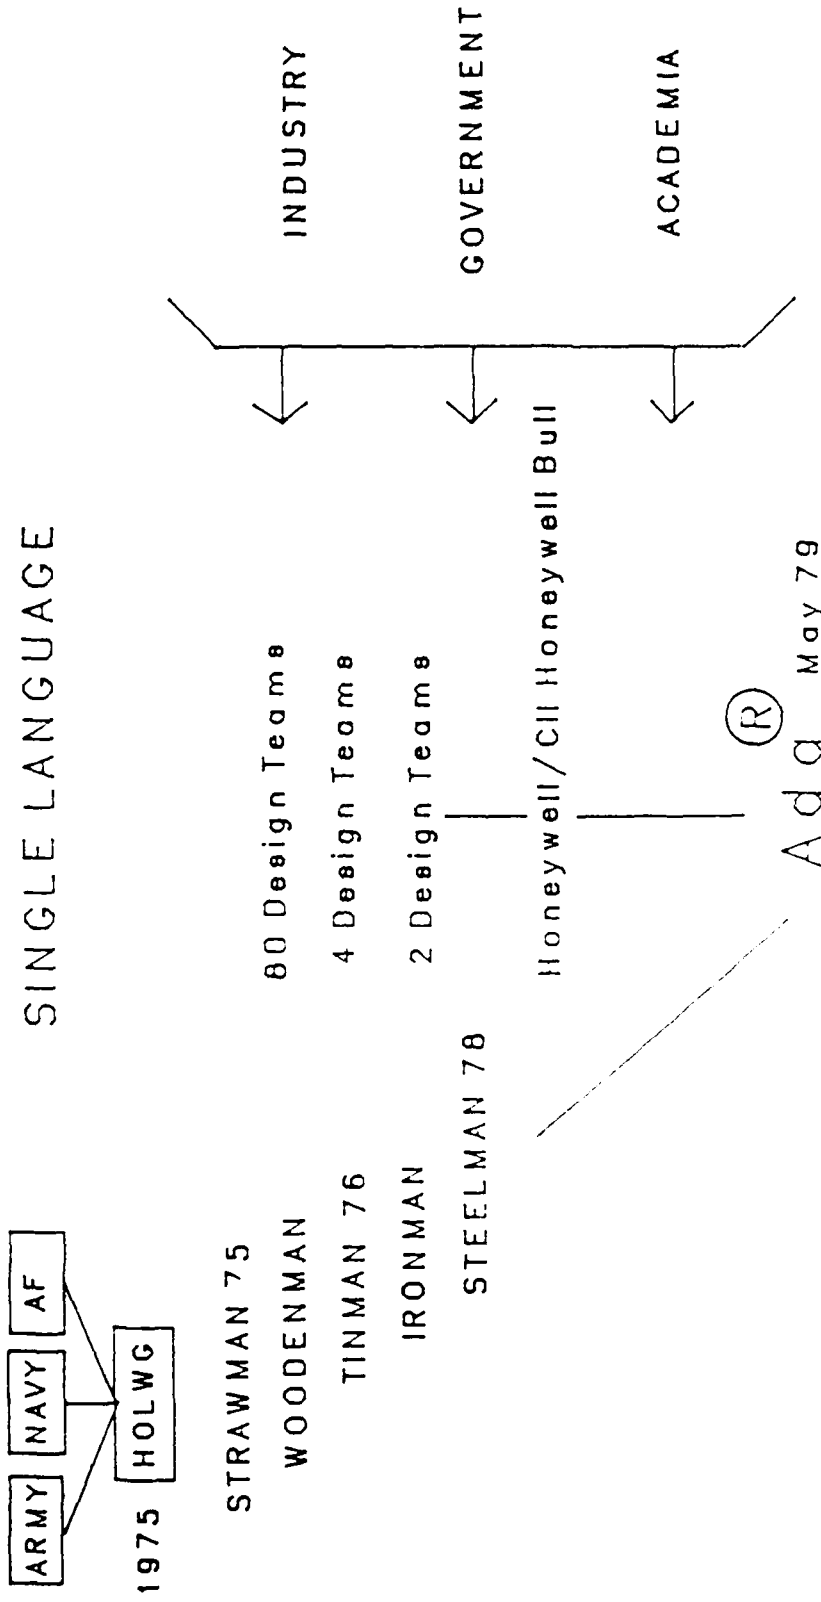 SINGLE LANGUAGE
ARMY NAVY AF
1975 HOLWG
STRAWMAN 75
WOODENMAN
TINMAN 76
IRONMAN
STEELMAN 78
80 Design Teams
4 Design Teams
2 Design Teams
Honeywell/CII Honeywell Bull
Ada ® May 79
INDUSTRY
GOVERNMENT
ACADEMIA